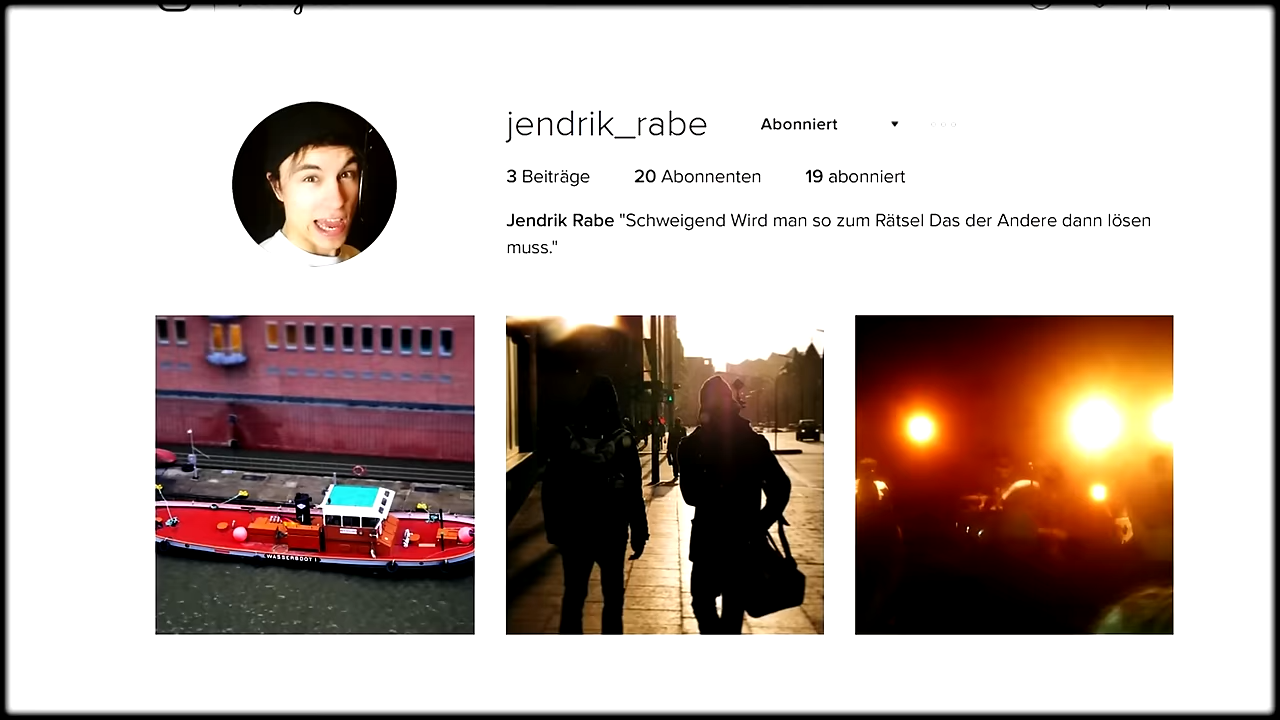 jendrik_rabe Abonniert
3 Beiträge 20 Abonnenten 19 abonniert
Jendrik Rabe "Schweigend Wird man so zum Rätsel Das der Andere dann lösen
muss."
WASSERBOOT I